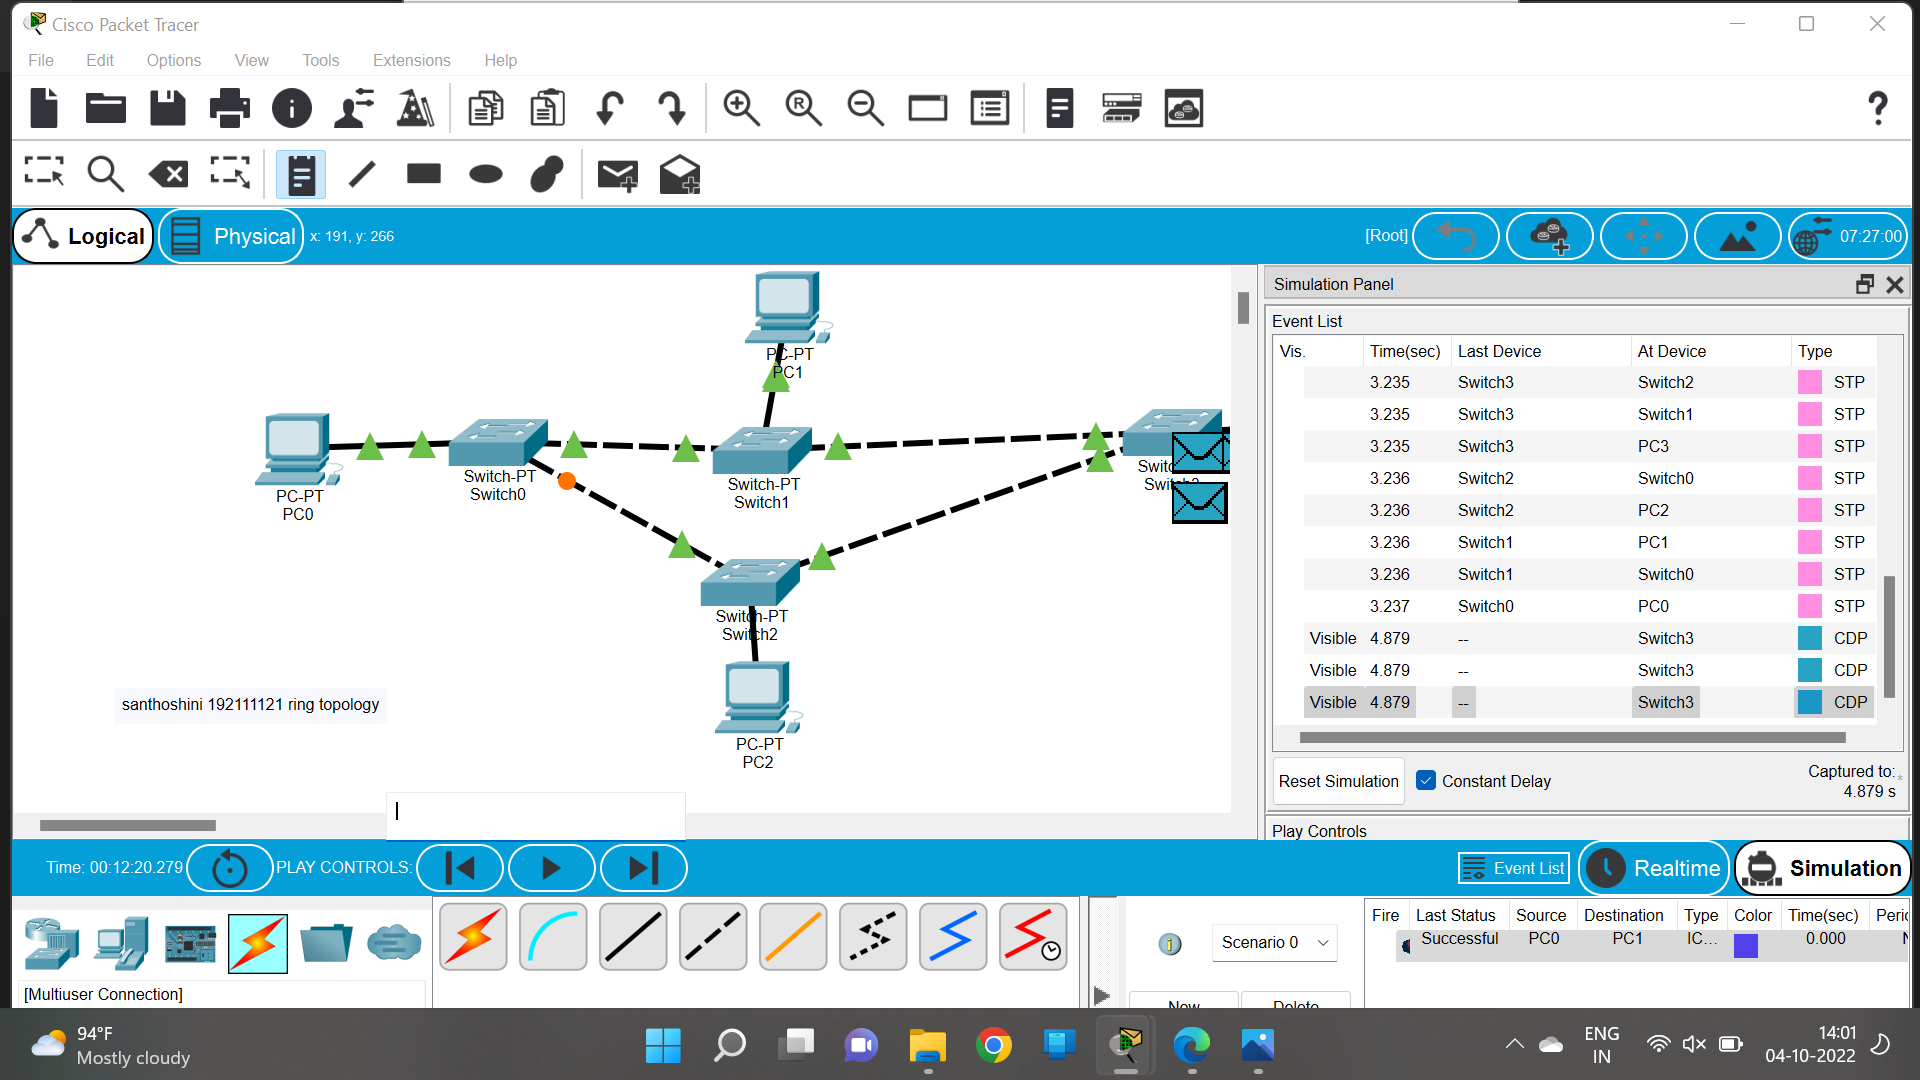 Cisco Packet Tracer
File Edit Options View Tools Extensions Help
Logical Physical x: 191, y: 266 [Root] 07:27:00
PC-PT
PC1
PC-PT
PC0
Switch-PT
Switch0
Switch-PT
Switch1
Switch-PT
Switch2
PC-PT
PC2
santhoshini 192111121 ring topology
Simulation Panel
Event List
Vis. Time(sec) Last Device At Device Type
3.235 Switch3 Switch2 STP
3.235 Switch3 Switch1 STP
3.235 Switch3 PC3 STP
3.236 Switch2 Switch0 STP
3.236 Switch2 PC2 STP
3.236 Switch1 PC1 STP
3.236 Switch1 Switch0 STP
3.237 Switch0 PC0 STP
Visible 4.879 -- Switch3 CDP
Visible 4.879 -- Switch3 CDP
Visible 4.879 -- Switch3 CDP
Reset Simulation Constant Delay Captured to:
4.879 s
Play Controls
Time: 00:12:20.279 PLAY CONTROLS: Event List Realtime Simulation
[Multiuser Connection]
Scenario 0
New Delete
Fire Last Status Source Destination Type Color Time(sec) Peri
Successful PC0 PC1 IC... 0.000 N
94°F
Mostly cloudy
ENG
IN
14:01
04-10-2022